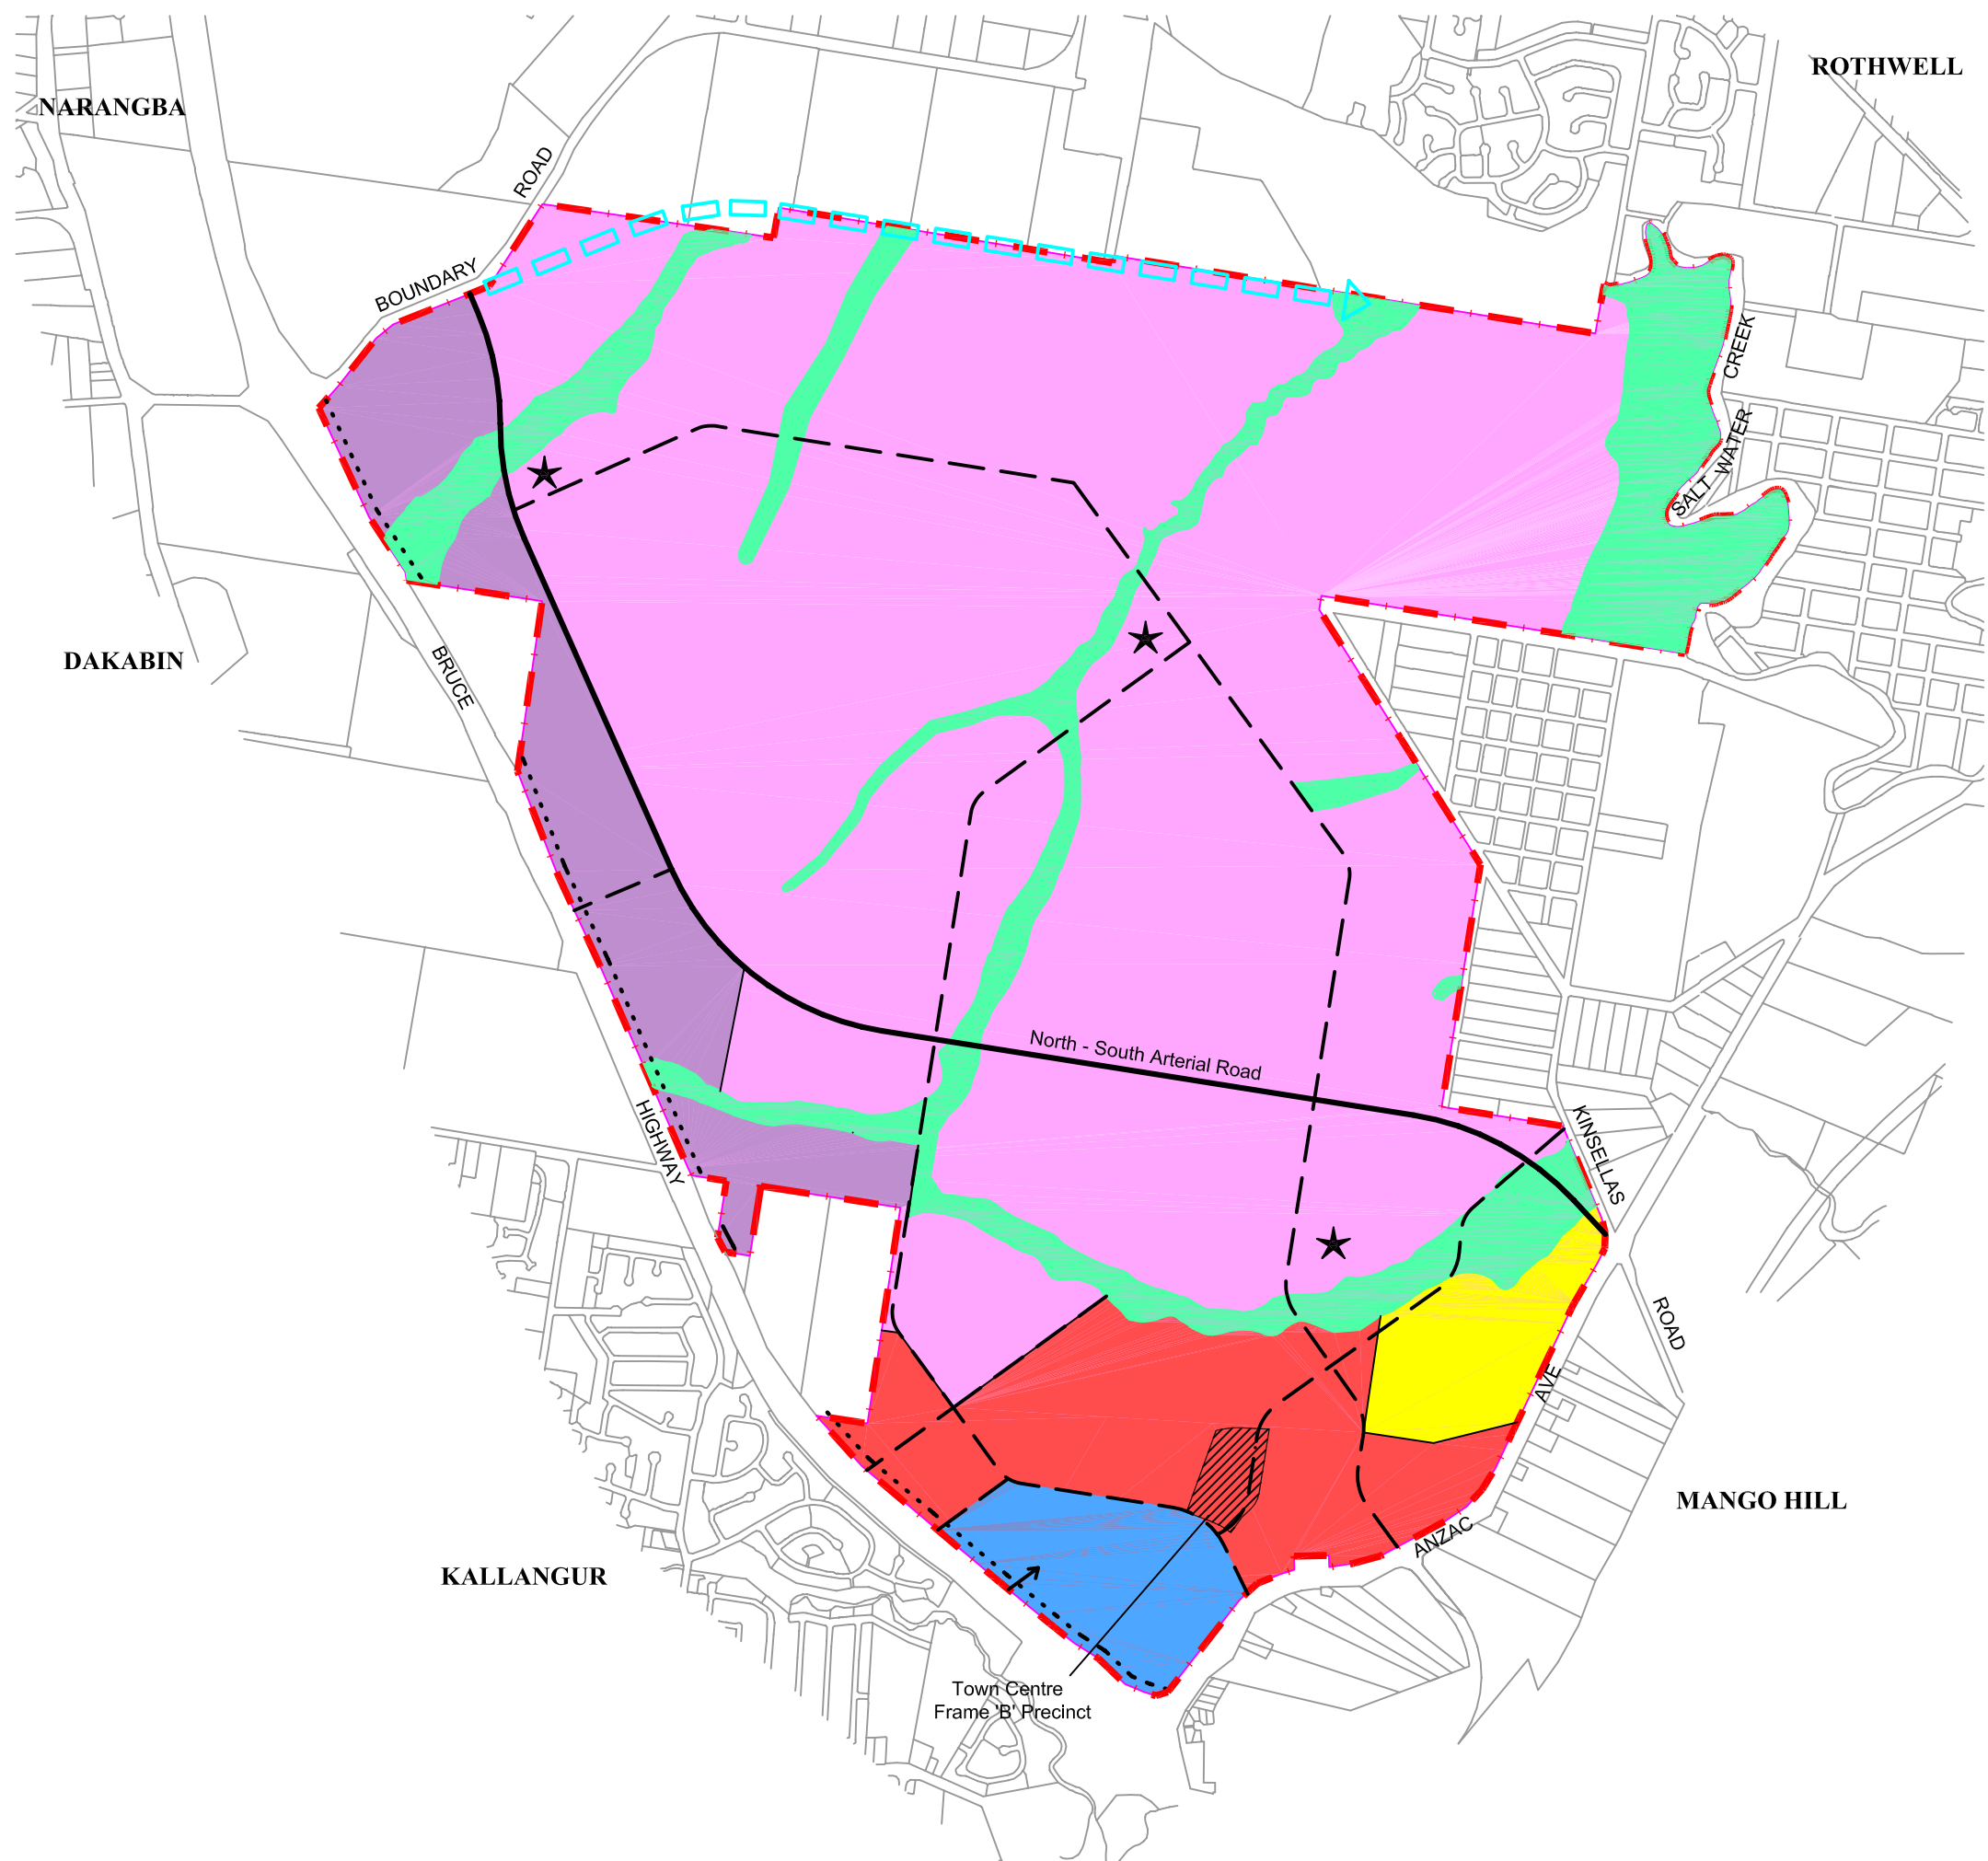 ROTHWELL
NARANGBA
ROAD
BOUNDARY
CREEK
SALT WATER
DAKABIN
BRUCE
North - South Arterial Road
HIGHWAY
KINSELLAS
ROAD
AVE
MANGO HILL
ANZAC
KALLANGUR
Town Centre
Frame 'B' Precinct